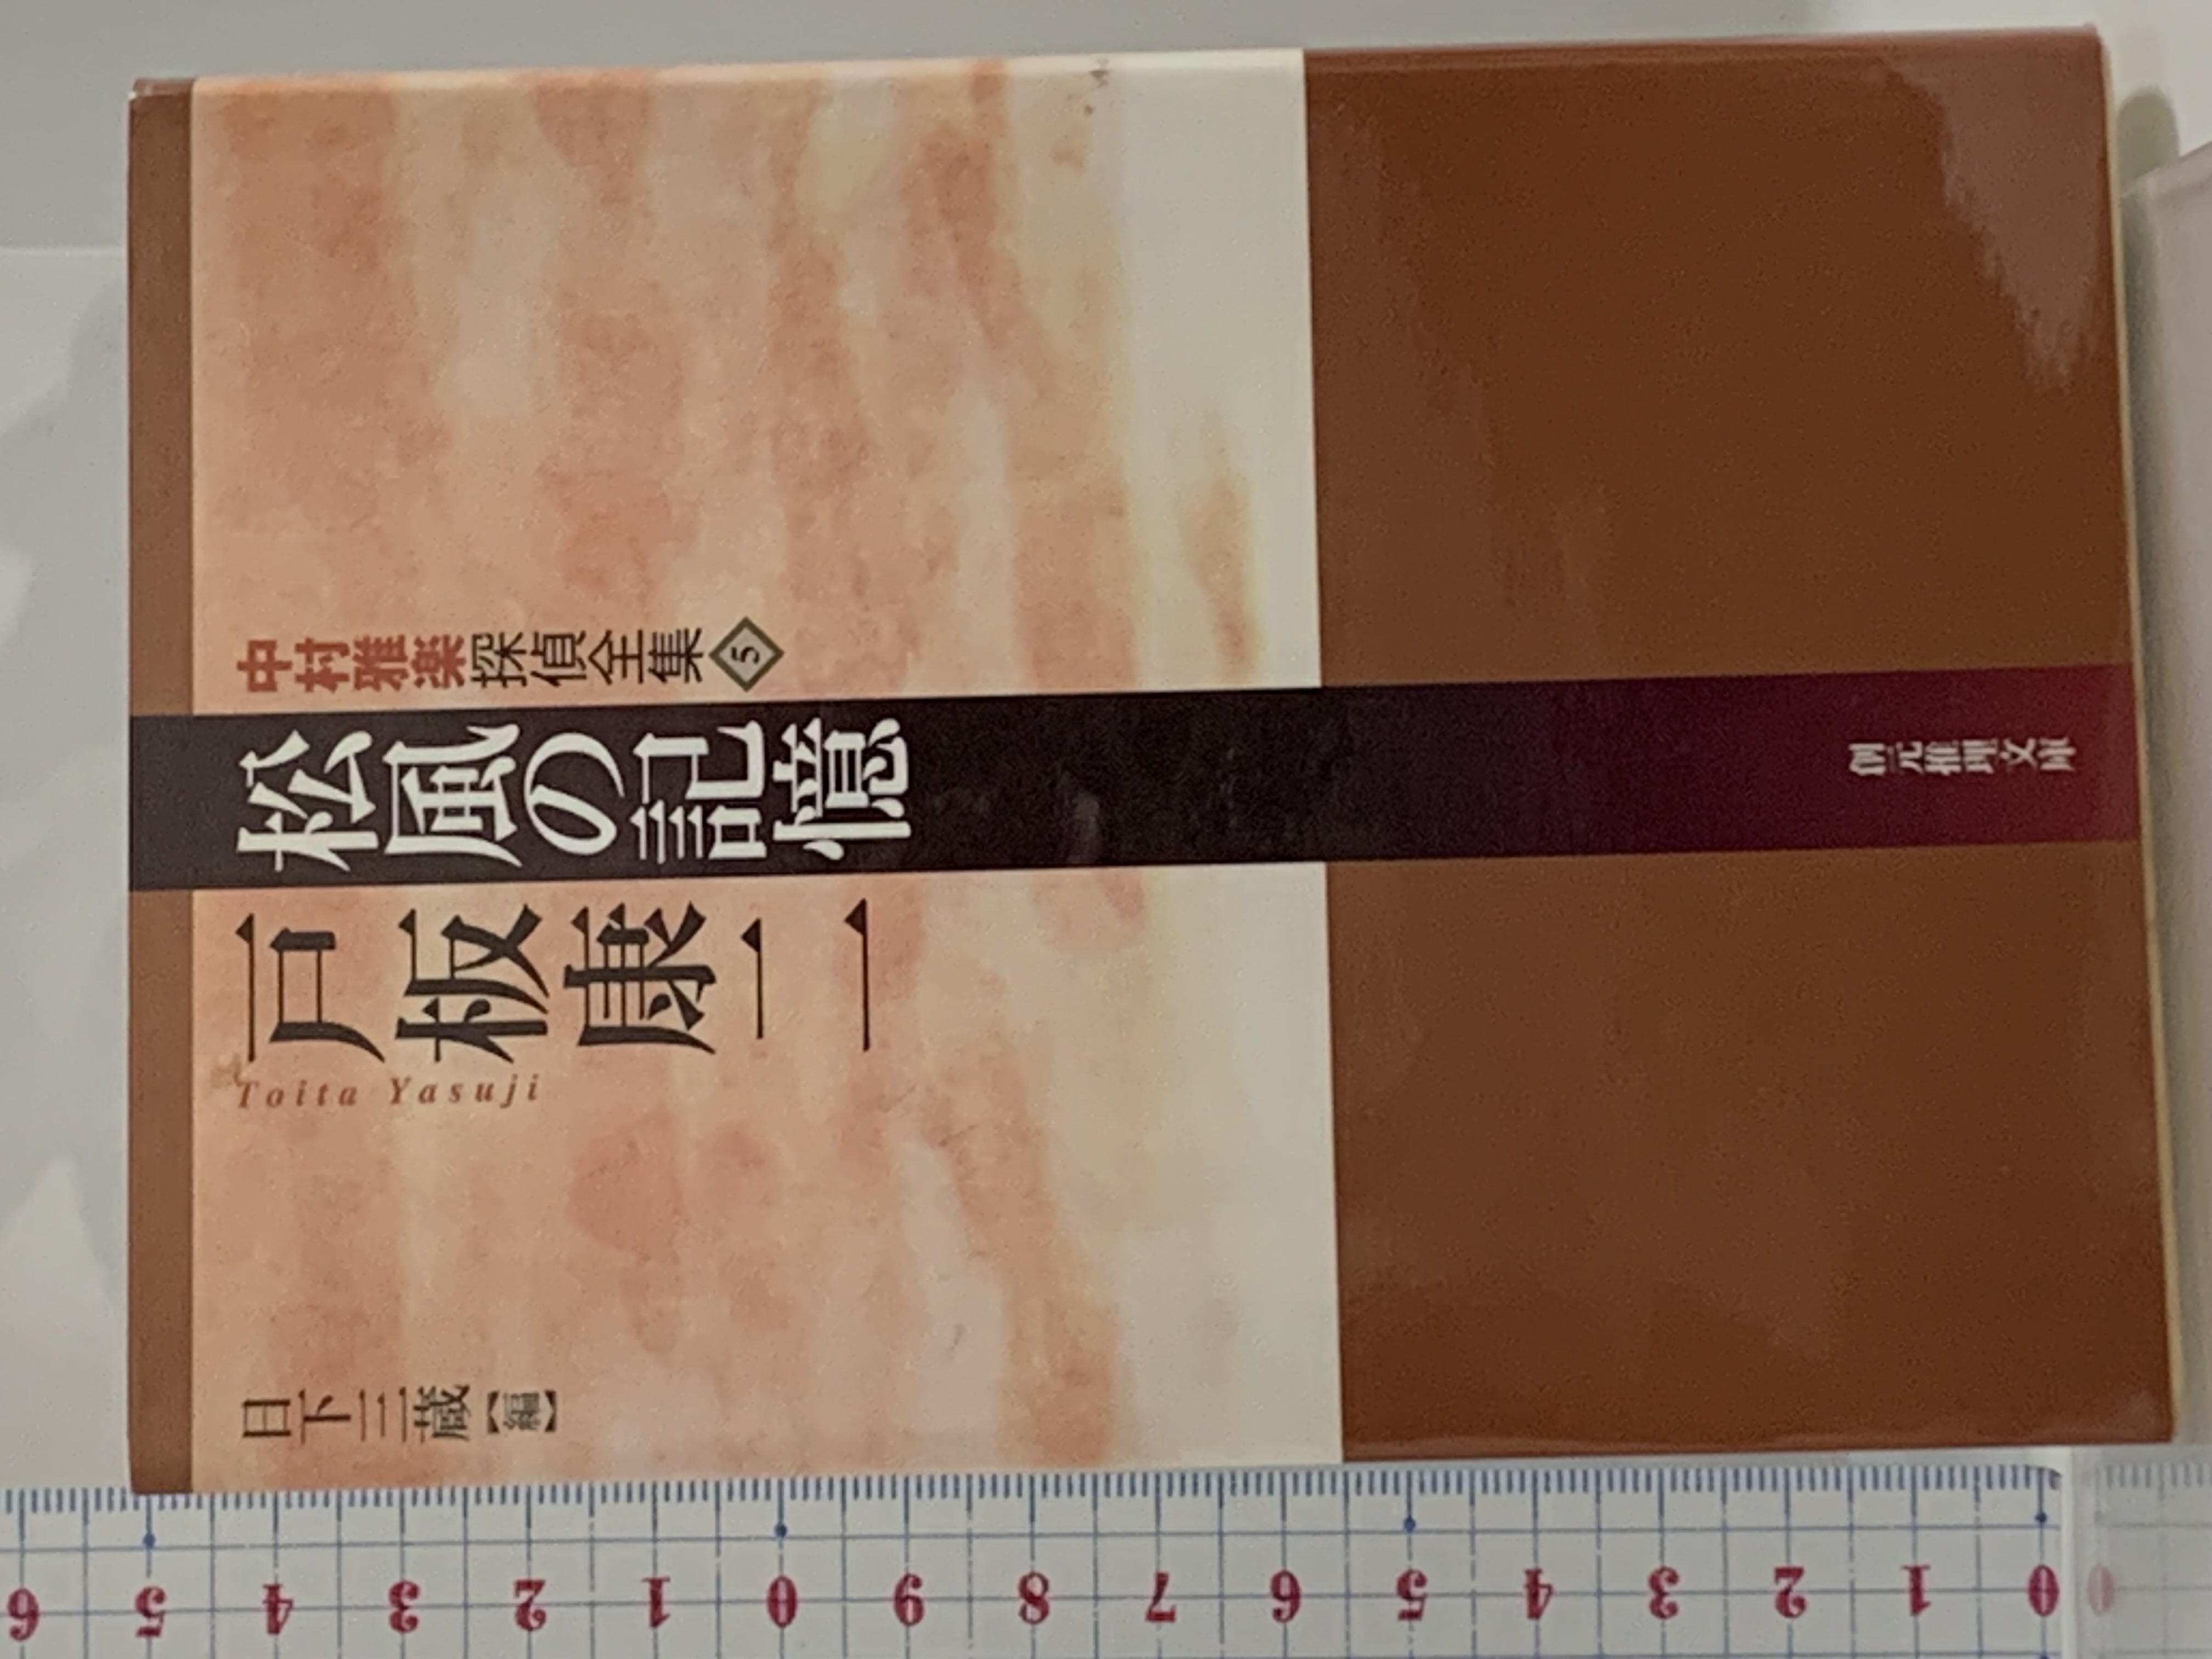 中村雅楽探偵全集5
松風の記憶
戸板康二
Toita Yasuji
日下三蔵【編】
創元推理文庫
6 5 4 3 2 1 0 9 8 7 6 5 4 3 2 1 0 0